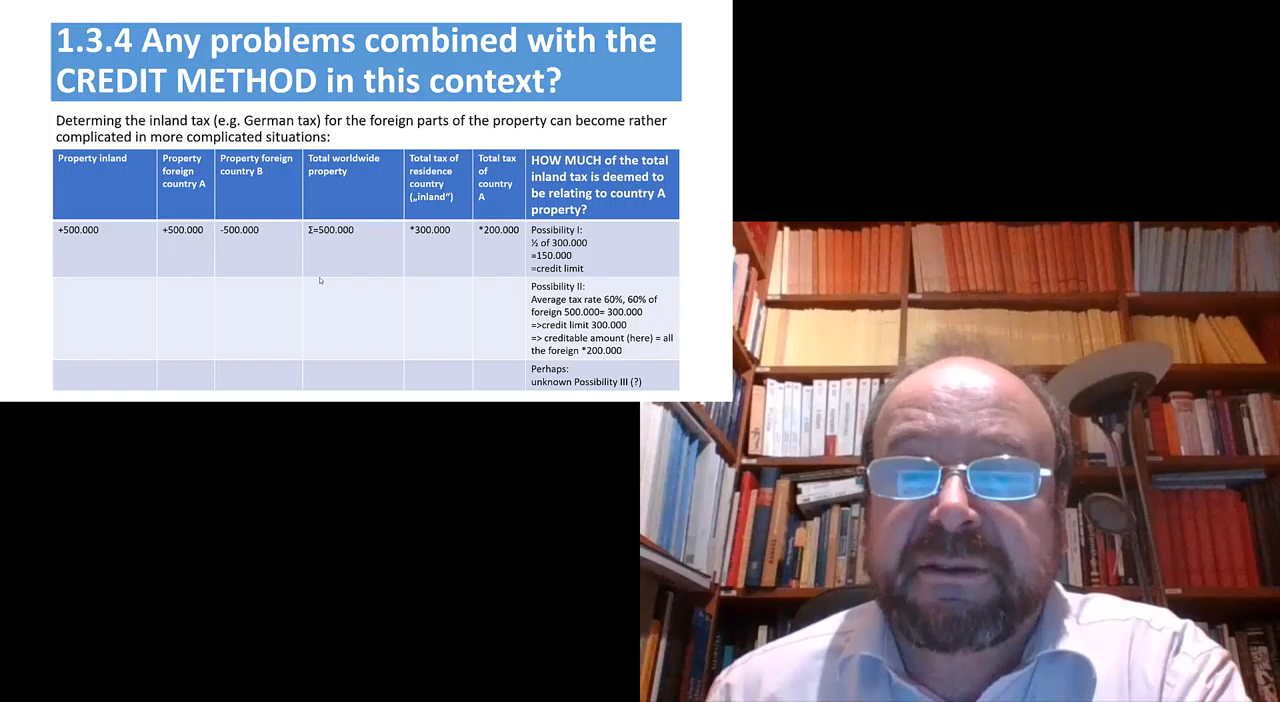 1.3.4 Any problems combined with the
CREDIT METHOD in this context?
Determing the inland tax (e.g. German tax) for the foreign parts of the property can become rather
complicated in more complicated situations:
Property inland
Property
foreign
country A
Property foreign
country B
Total worldwide
property
Total tax of
residence
country
(„inland")
Total tax
of
country
A
HOW MUCH of the total
inland tax is deemed to
be relating to country A
property?
+500.000
+500.000
-500.000
Σ=500.000
*300.000
*200.000
Possibility I:
½ of 300.000
=150.000
=credit limit
Possibility II:
Average tax rate 60%, 60% of
foreign 500.000= 300.000
=>credit limit 300.000
=> creditable amount (here) = all
the foreign *200.000
Perhaps:
unknown Possibility III (?)